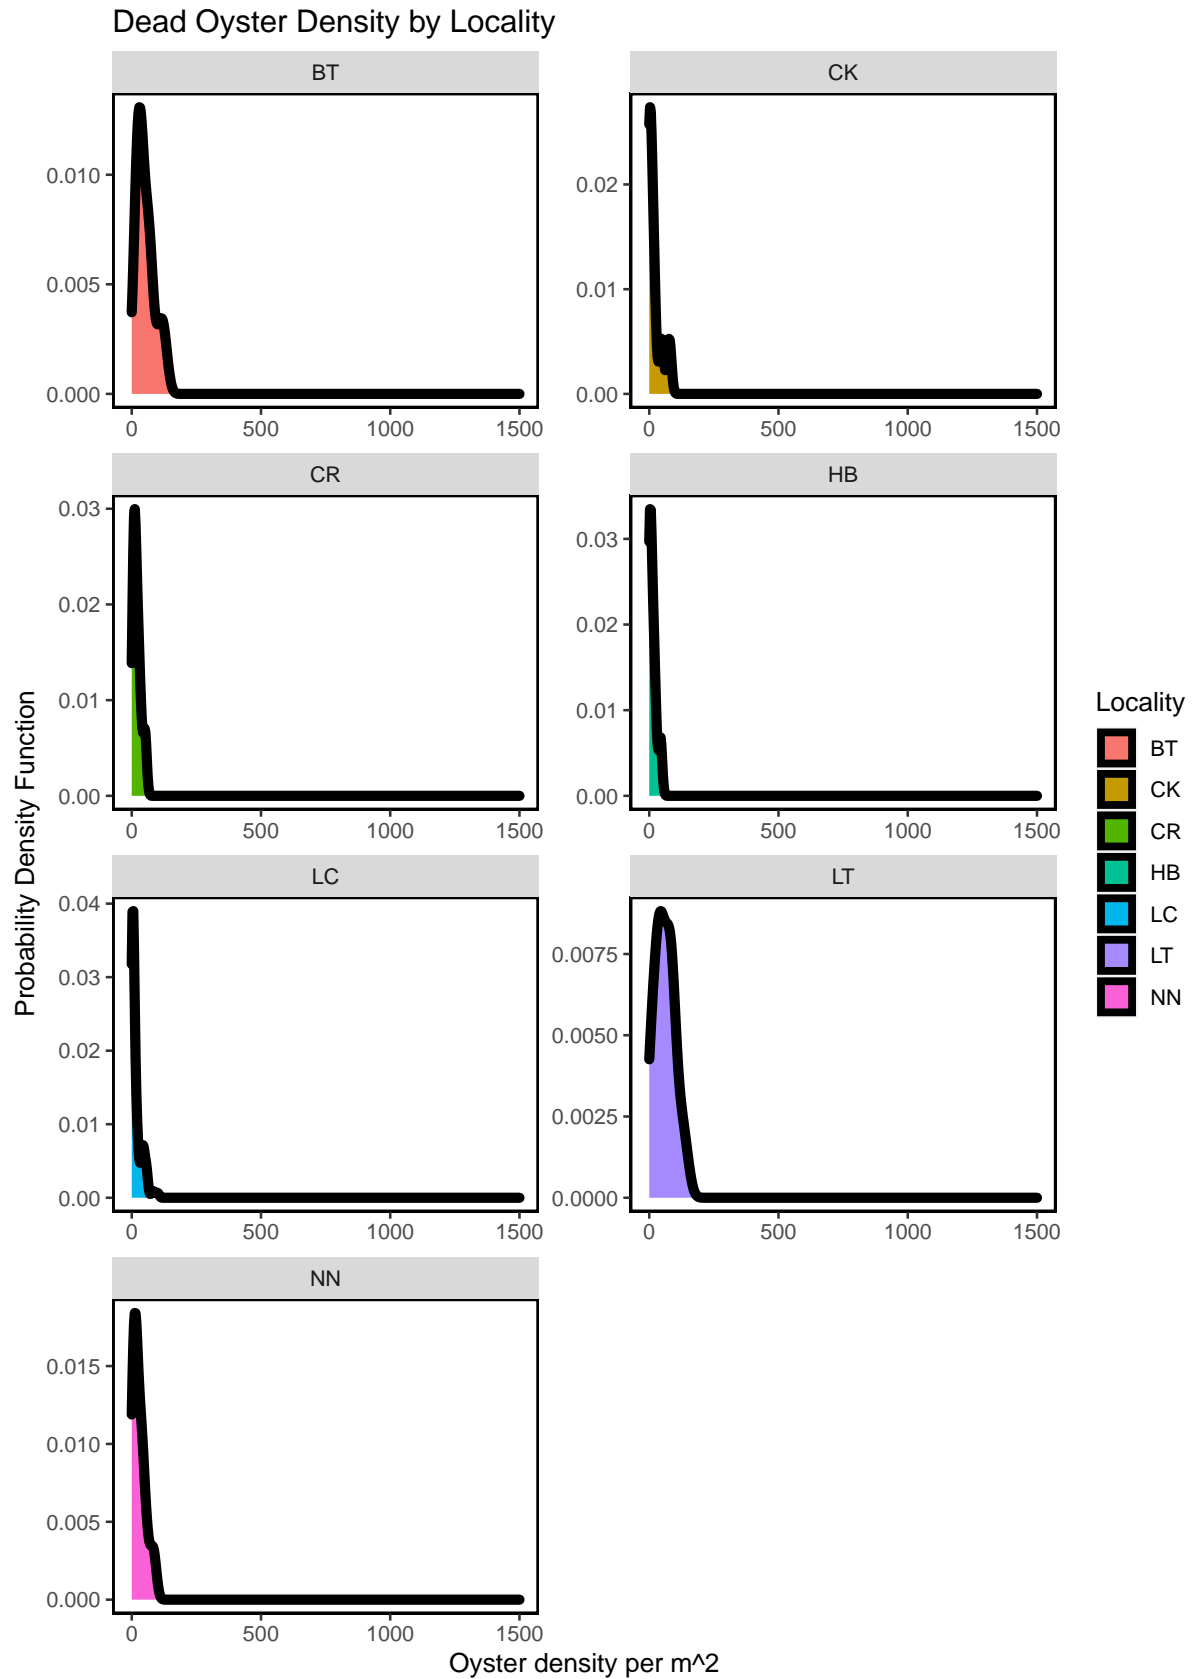 Dead Oyster Density by Locality
BT
CK
0.010
0.005
0.000
0.02
0.01
0.00
0 500 1000 1500
0 500 1000 1500
CR
HB
0.03
0.02
0.01
0.00
0.03
0.02
0.01
0.00
0 500 1000 1500
0 500 1000 1500
LC
LT
0.04
0.03
0.02
0.01
0.00
0.0075
0.0050
0.0025
0.0000
0 500 1000 1500
0 500 1000 1500
NN
0.015
0.010
0.005
0.000
0 500 1000 1500
Oyster density per m^2
Probability Density Function
Locality
BT
CK
CR
HB
LC
LT
NN